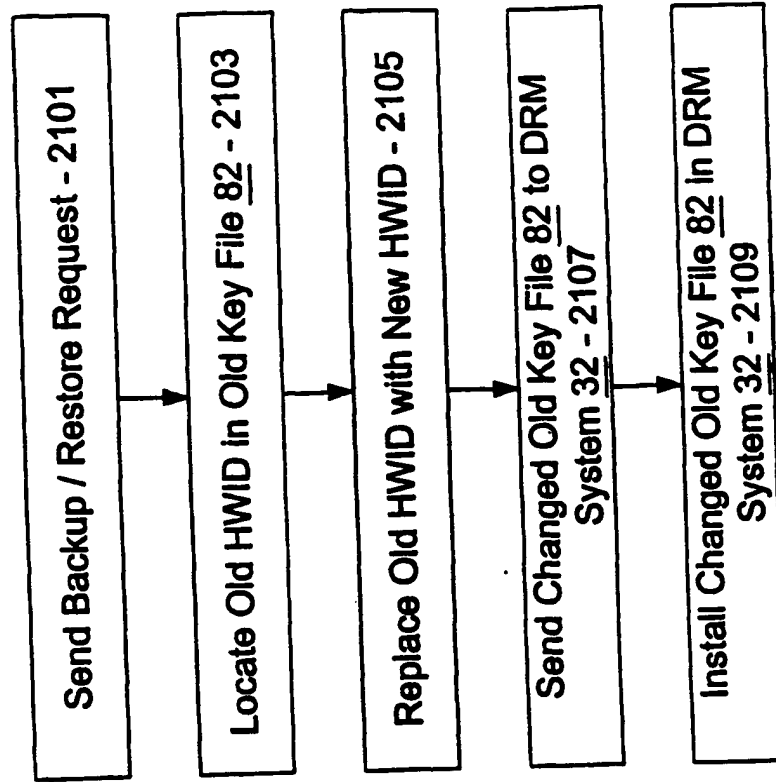 Send Backup / Restore Request - 2101
Locate Old HWID in Old Key File 82 - 2103
Replace Old HWID with New HWID - 2105
Send Changed Old Key File 82 to DRM
System 32 - 2107
Install Changed Old Key File 82 in DRM
System 32 - 2109